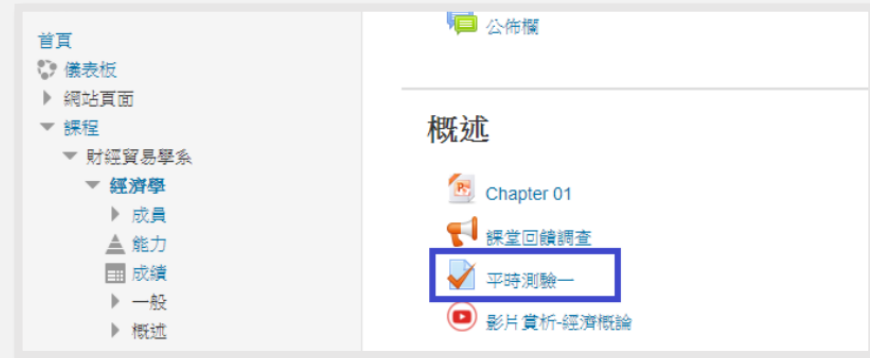 首頁
儀表板
網站頁面
課程
財經貿易學系
經濟學
成員
能力
成績
一般
概述
公佈欄
概述
Chapter 01
課堂回饋調查
平時測驗一
影片賞析-經濟概論